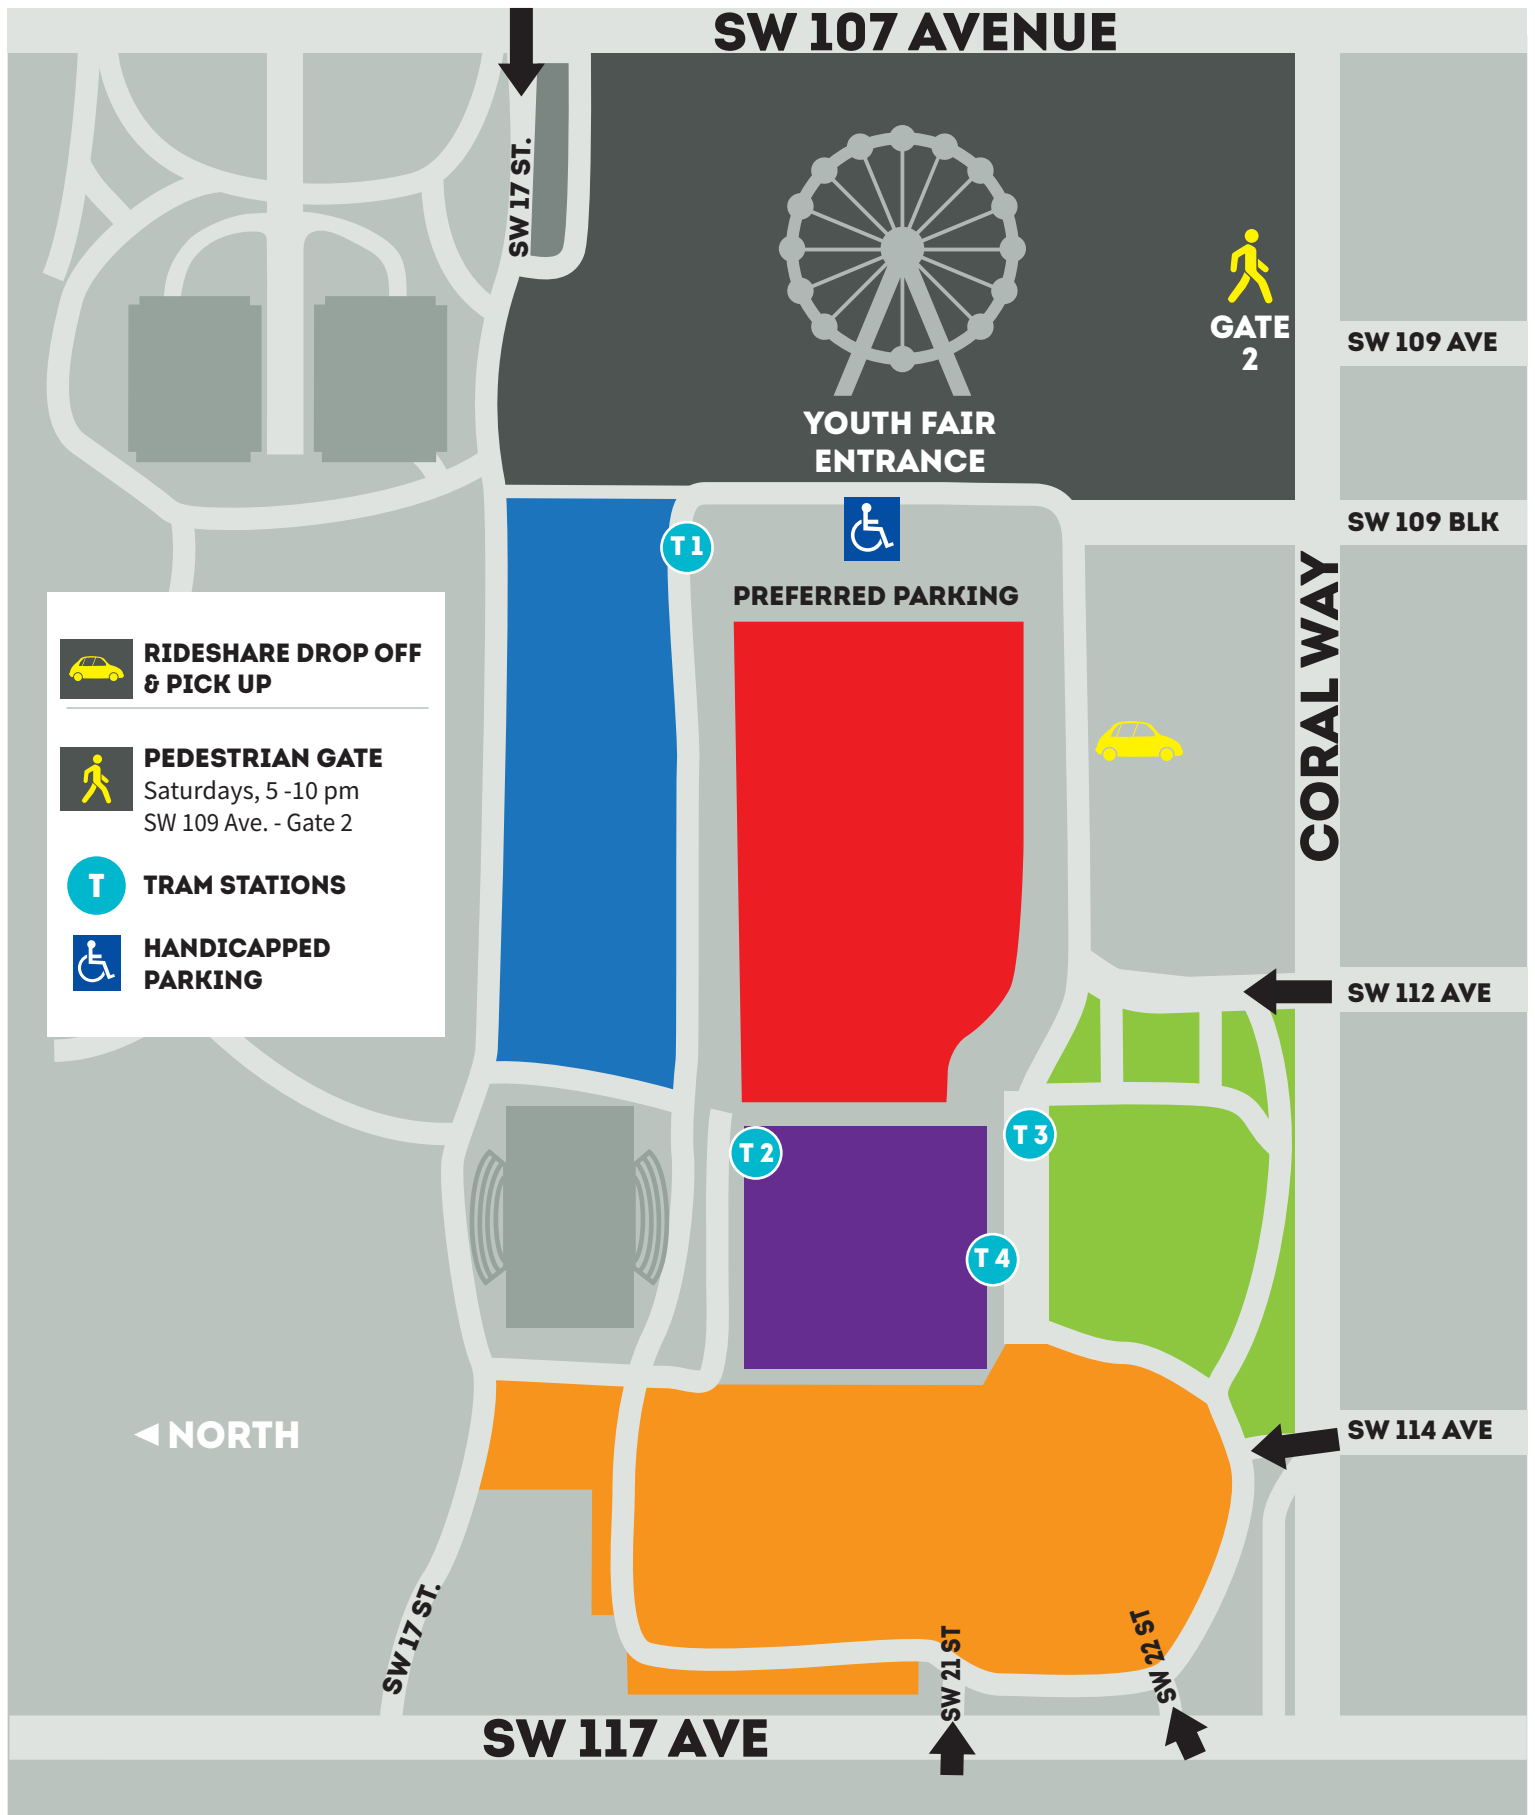 SW 107 AVENUE
SW 17 ST.
GATE
2
SW 109 AVE
YOUTH FAIR
ENTRANCE
SW 109 BLK
T 1
PREFERRED PARKING
CORAL WAY
RIDESHARE DROP OFF
& PICK UP
PEDESTRIAN GATE
Saturdays, 5 -10 pm
SW 109 Ave. - Gate 2
T
TRAM STATIONS
HANDICAPPED
PARKING
SW 112 AVE
T 3
T 2
T 4
NORTH
SW 114 AVE
SW 17 ST.
SW 21 ST
SW 22 ST
SW 117 AVE